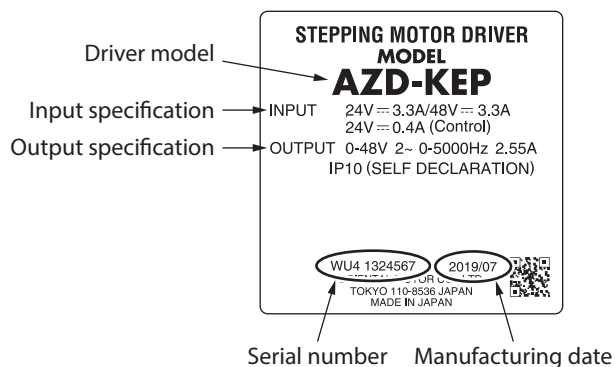 STEPPING MOTOR DRIVER
MODEL
Driver model
AZD-KEP
Input specification
INPUT 24V ⎓ 3.3A/48V ⎓ 3.3A
24V ⎓ 0.4A (Control)
Output specification
OUTPUT 0-48V 2~ 0-5000Hz 2.55A
IP10 (SELF DECLARATION)
WU4 1324567 2019/07
TOKYO 110-8536 JAPAN
MADE IN JAPAN
Serial number Manufacturing date